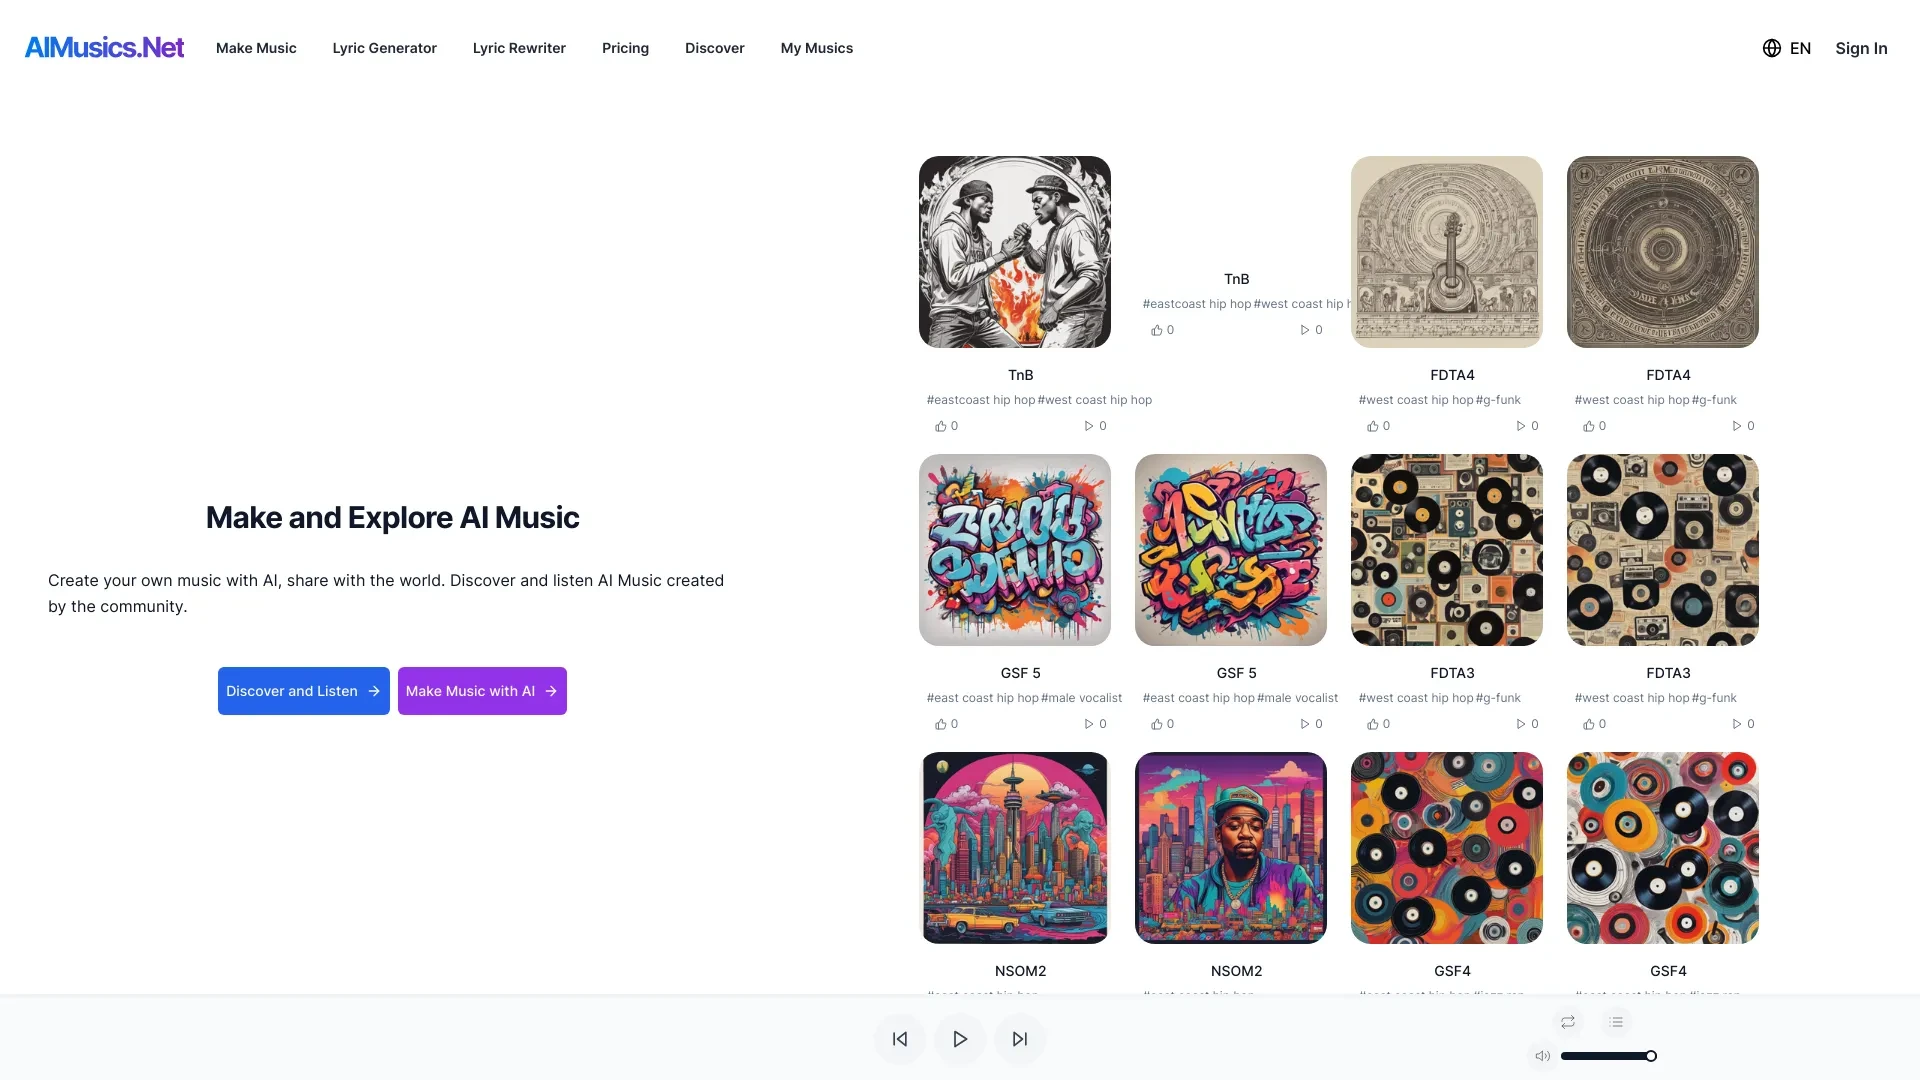 AIMusics.Net
Make Music
Lyric Generator
Lyric Rewriter
Pricing
Discover
My Musics
EN
Sign In
Make and Explore AI Music
Create your own music with AI, share with the world. Discover and listen AI Music created
by the community.
Discover and Listen
Make Music with AI
TnB
#eastcoast hip hop #west coast hip hop
0
0
TnB
#eastcoast hip hop #west coast hip
0
0
FDTA4
#west coast hip hop #g-funk
0
0
FDTA4
#west coast hip hop #g-funk
0
0
GSF 5
#east coast hip hop #male vocalist
0
0
GSF 5
#east coast hip hop #male vocalist
0
0
FDTA3
#west coast hip hop #g-funk
0
0
FDTA3
#west coast hip hop #g-funk
0
0
NSOM2
NSOM2
GSF4
GSF4